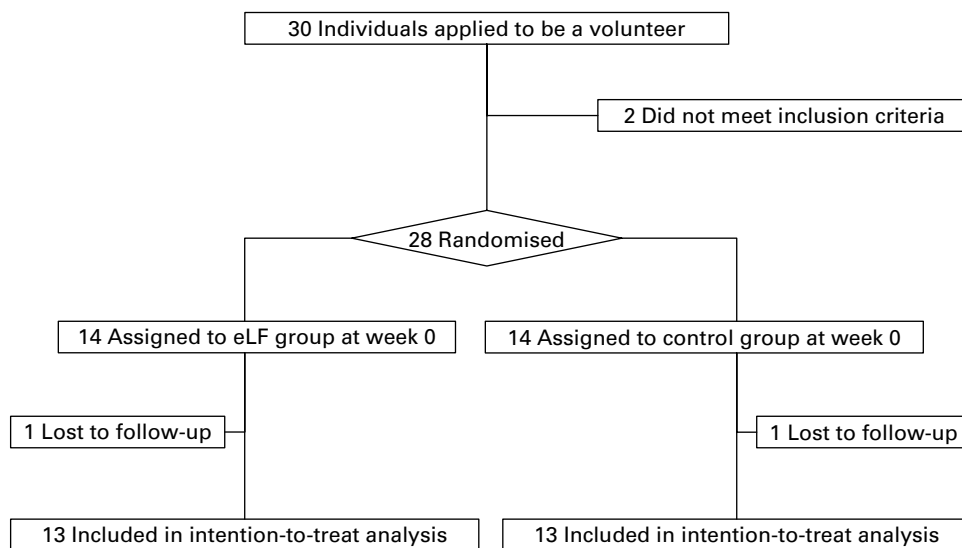 30 Individuals applied to be a volunteer
2 Did not meet inclusion criteria
28 Randomised
14 Assigned to eLF group at week 0
14 Assigned to control group at week 0
1 Lost to follow-up
1 Lost to follow-up
13 Included in intention-to-treat analysis
13 Included in intention-to-treat analysis